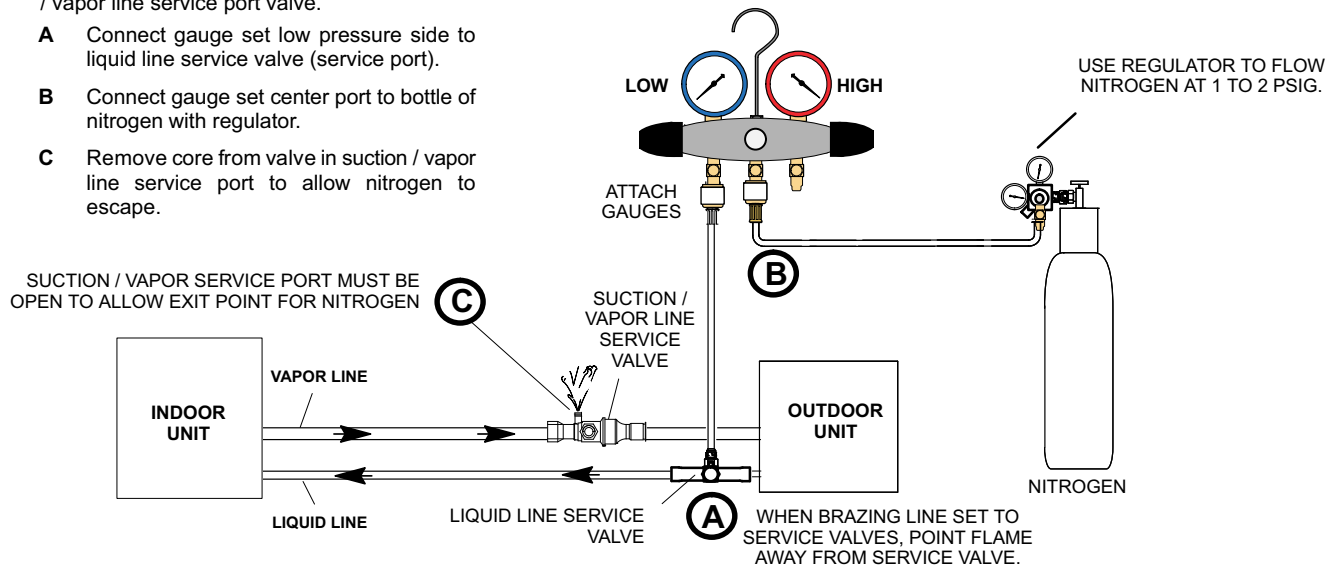 / vapor line service port valve.
A Connect gauge set low pressure side to
liquid line service valve (service port).
B Connect gauge set center port to bottle of
nitrogen with regulator.
C Remove core from valve in suction / vapor
line service port to allow nitrogen to
escape.
LOW
HIGH
USE REGULATOR TO FLOW
NITROGEN AT 1 TO 2 PSIG.
ATTACH
GAUGES
B
SUCTION / VAPOR SERVICE PORT MUST BE
OPEN TO ALLOW EXIT POINT FOR NITROGEN
C
SUCTION /
VAPOR LINE
SERVICE
VALVE
VAPOR LINE
INDOOR
UNIT
OUTDOOR
UNIT
NITROGEN
LIQUID LINE
LIQUID LINE SERVICE
VALVE
A
WHEN BRAZING LINE SET TO
SERVICE VALVES, POINT FLAME
AWAY FROM SERVICE VALVE.